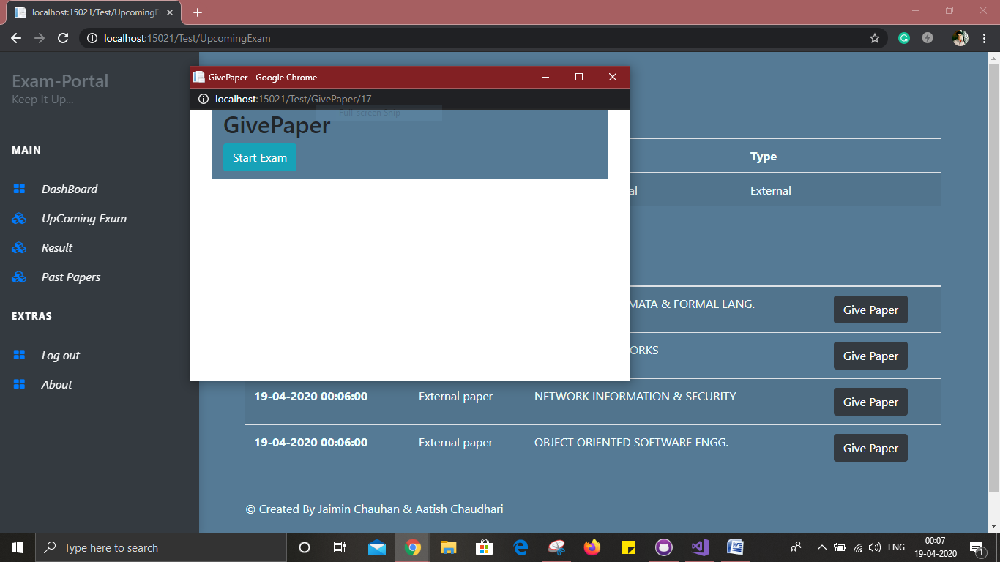 localhost:15021/Test/UpcomingE
localhost:15021/Test/UpcomingExam
Exam-Portal
Keep It Up...
MAIN
DashBoard
UpComing Exam
Result
Past Papers
EXTRAS
Log out
About
GivePaper - Google Chrome
localhost:15021/Test/GivePaper/17
Full-screen Snip
GivePaper
Start Exam
Type
al External
MATA & FORMAL LANG. Give Paper
ORKS Give Paper
19-04-2020 00:06:00 External paper NETWORK INFORMATION & SECURITY Give Paper
19-04-2020 00:06:00 External paper OBJECT ORIENTED SOFTWARE ENGG. Give Paper
© Created By Jaimin Chauhan & Aatish Chaudhari
Type here to search
ENG
00:07
19-04-2020
1